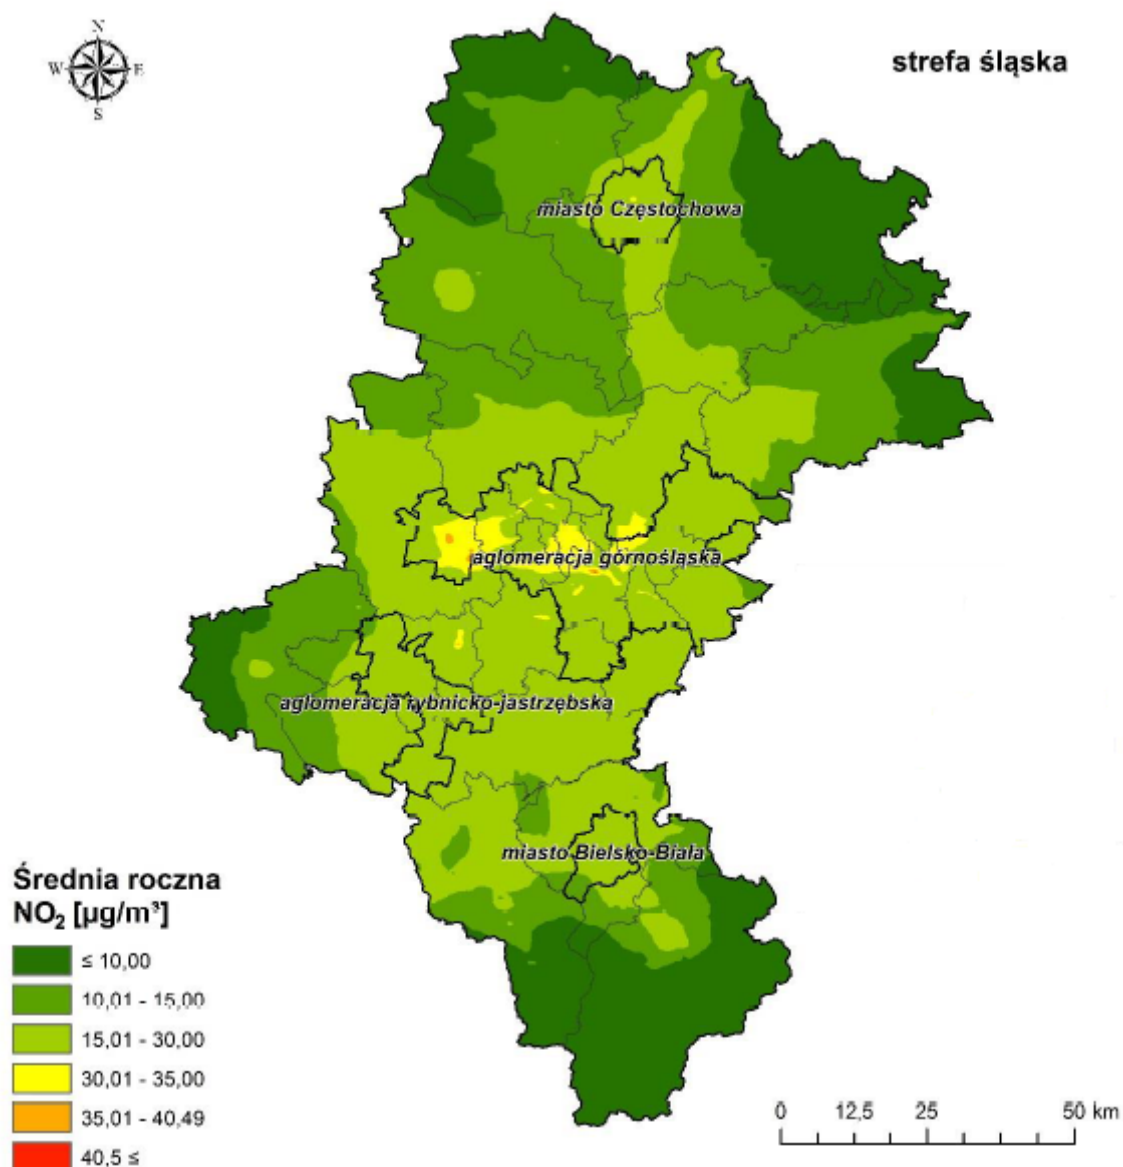 N
W E
S
strefa śląska
miasto Częstochowa
aglomeracja górnośląska
aglomeracja rybnicko-jastrzębska
miasto Bielsko-Biała
Średnia roczna
NO₂ [µg/m³]
≤ 10,00
10,01 - 15,00
15,01 - 30,00
30,01 - 35,00
35,01 - 40,49
40,5 ≤
0 12,5 25 50 km